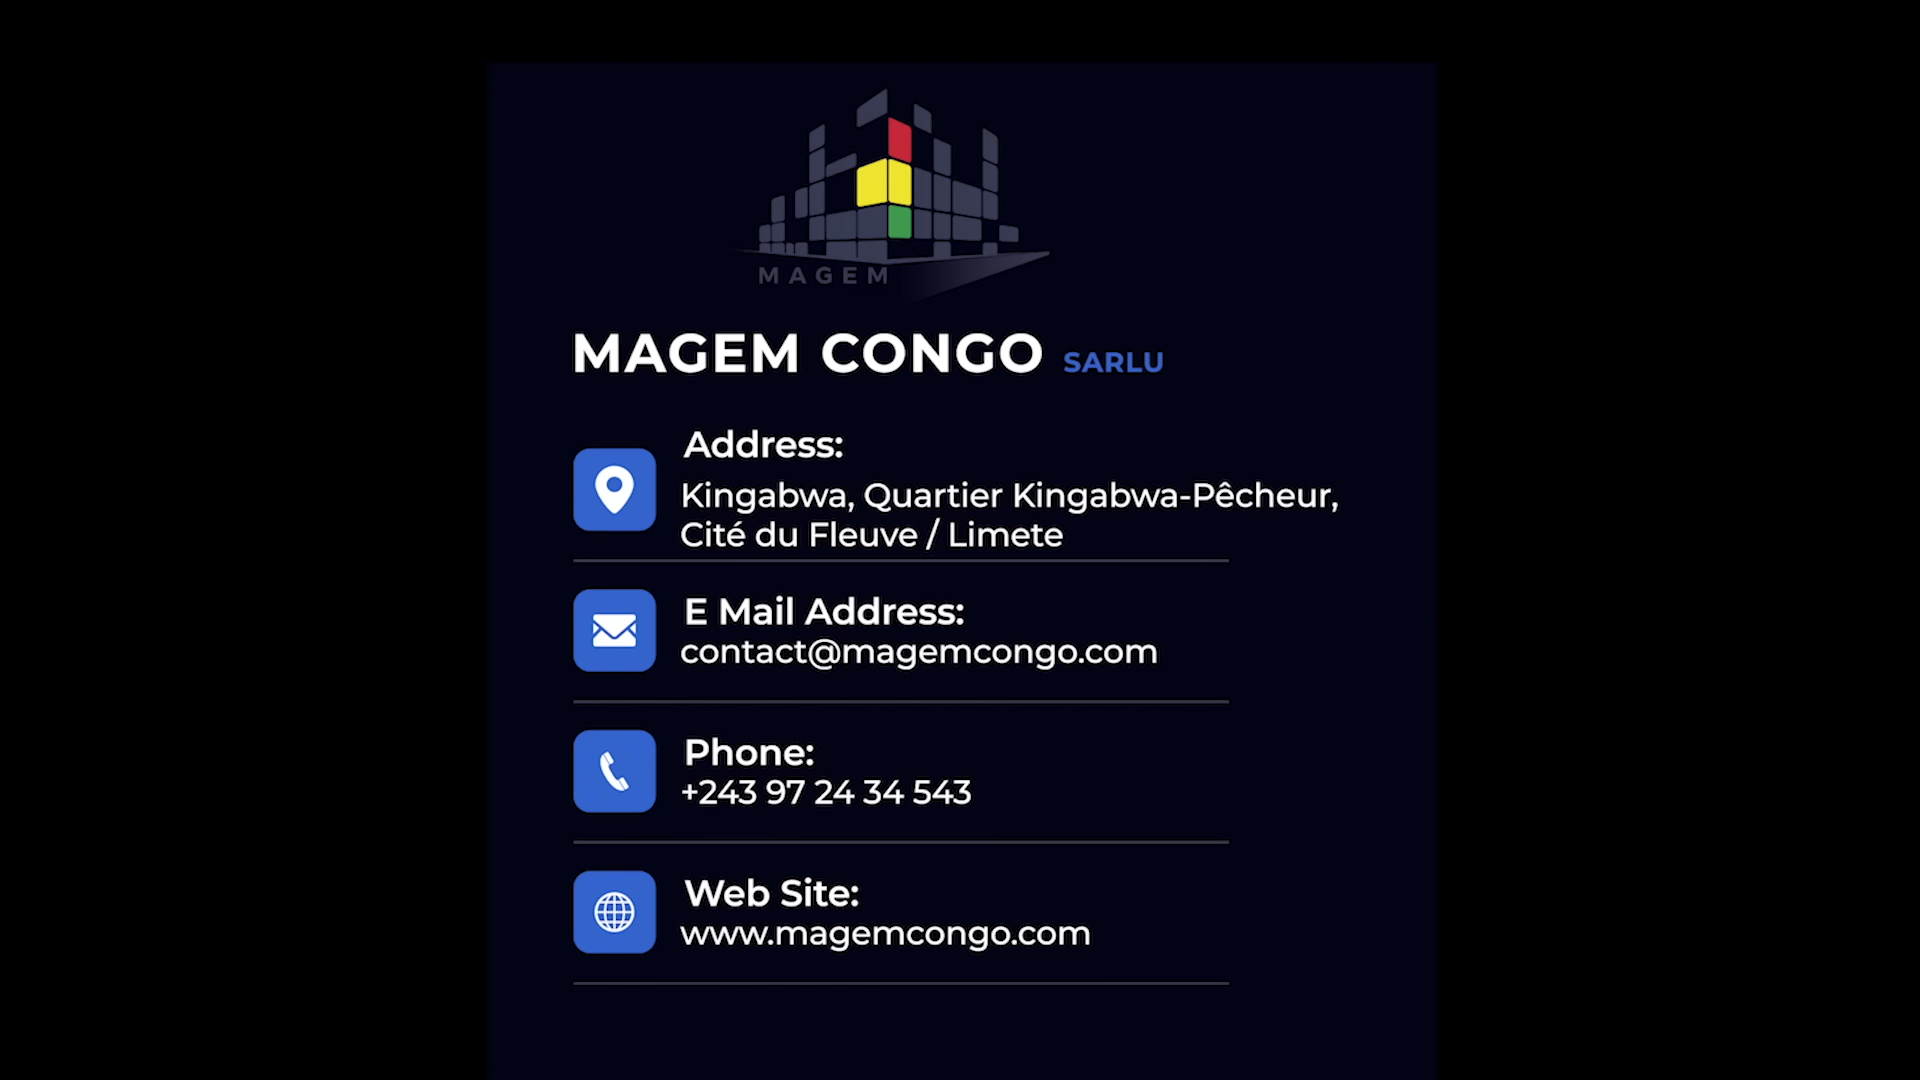 MAGEM
MAGEM CONGO SARLU
Address:
Kingabwa, Quartier Kingabwa-Pêcheur,
Cité du Fleuve / Limete
E Mail Address:
contact@magemcongo.com
Phone:
+243 97 24 34 543
Web Site:
www.magemcongo.com